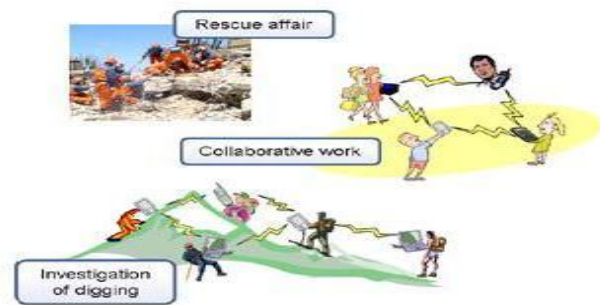 Rescue affair
Collaborative work
Investigation
of digging